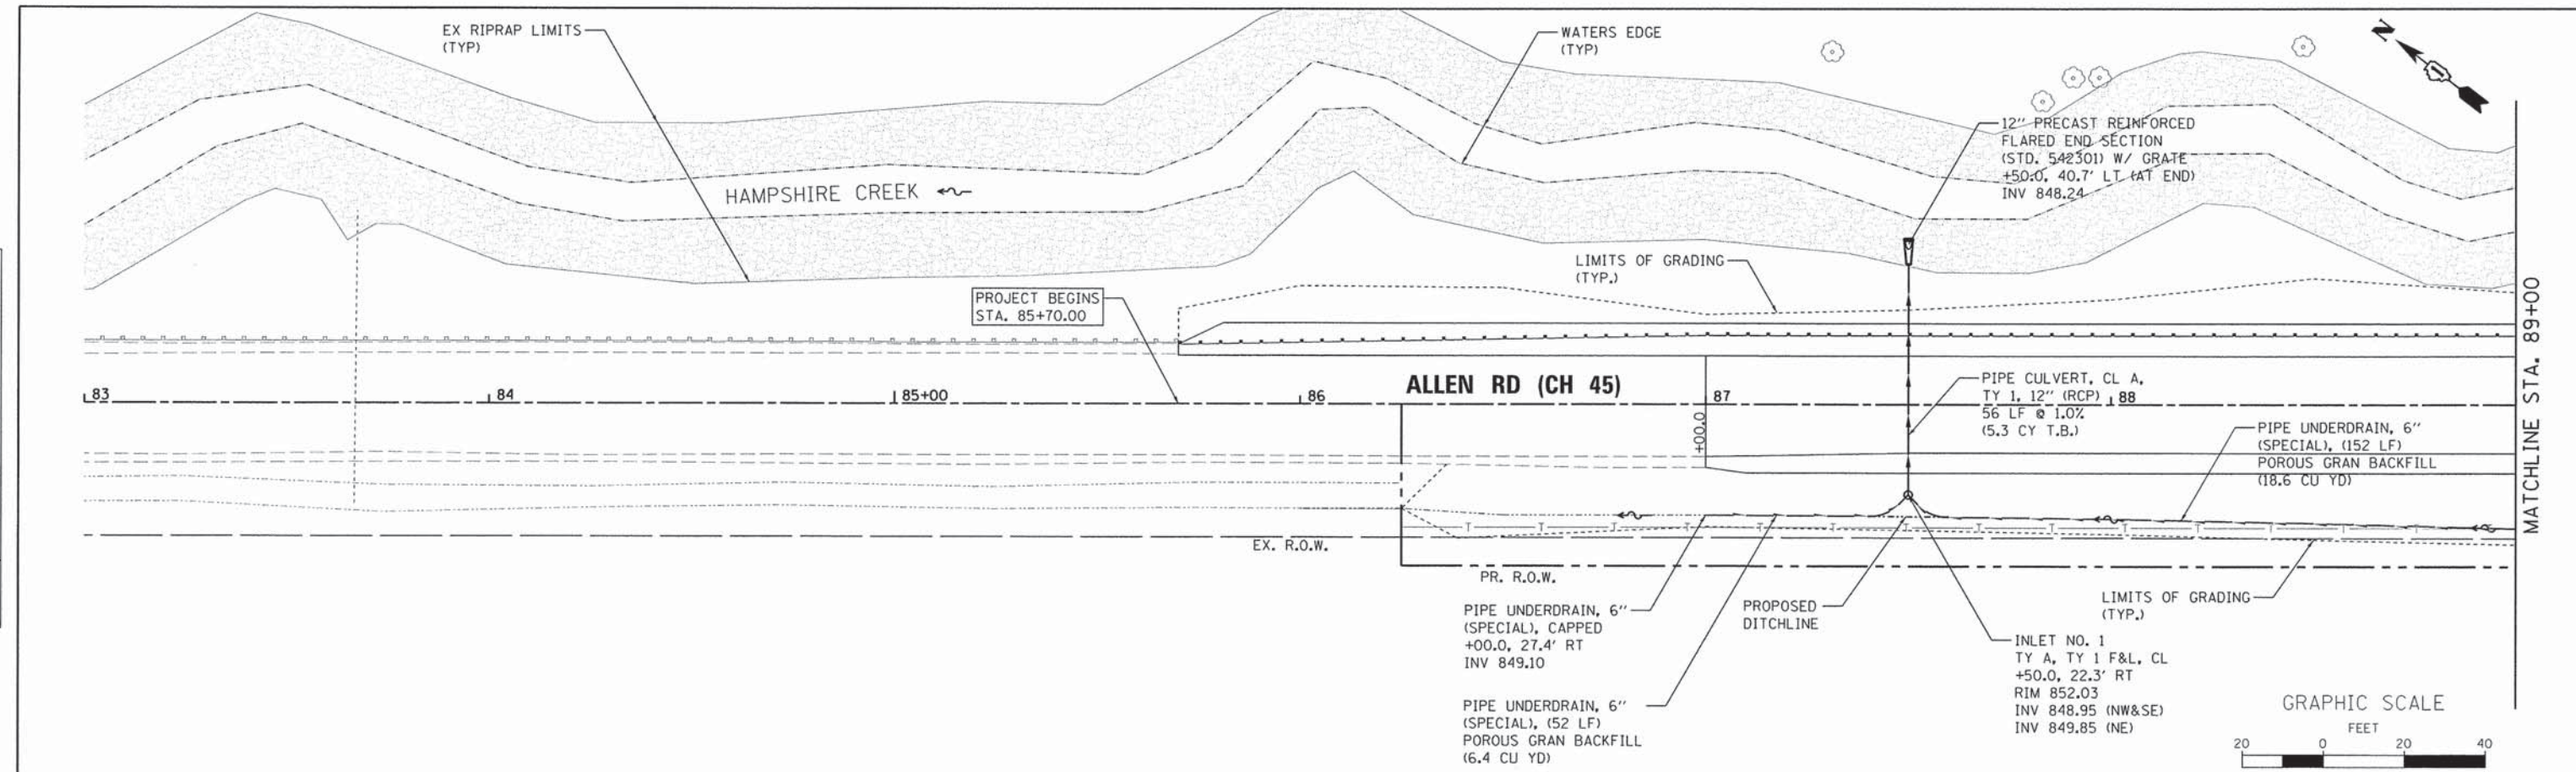 EX RIPRAP LIMITS
(TYP)
WATERS EDGE
(TYP)
N
12" PRECAST REINFORCED
FLARED END SECTION
(STD. 542301) W/ GRATE
+50.0, 40.7' LT (AT END)
INV 848.24
HAMPSHIRE CREEK
LIMITS OF GRADING
(TYP.)
PROJECT BEGINS
STA. 85+70.00
MATCHLINE STA. 89+00
83
84
85+00
86
ALLEN RD (CH 45)
87
88
+00.0
PIPE CULVERT, CL A,
TY 1, 12" (RCP)
56 LF @ 1.0%
(5.3 CY T.B.)
PIPE UNDERDRAIN, 6"
(SPECIAL), (152 LF)
POROUS GRAN BACKFILL
(18.6 CU YD)
T T T T T T T T T T T T T T
EX. R.O.W.
PR. R.O.W.
PIPE UNDERDRAIN, 6"
(SPECIAL), CAPPED
+00.0, 27.4' RT
INV 849.10
PROPOSED
DITCHLINE
LIMITS OF GRADING
(TYP.)
INLET NO. 1
TY A, TY 1 F&L, CL
+50.0, 22.3' RT
RIM 852.03
INV 848.95 (NW&SE)
INV 849.85 (NE)
PIPE UNDERDRAIN, 6"
(SPECIAL), (52 LF)
POROUS GRAN BACKFILL
(6.4 CU YD)
GRAPHIC SCALE
FEET
20 0 20 40